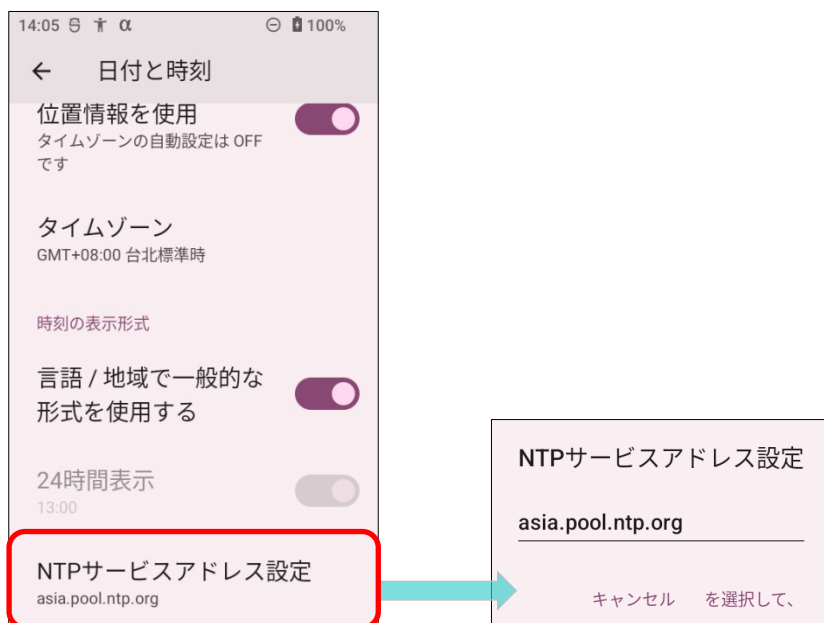 14:05 α 100%
日付と時刻
位置情報を使用
タイムゾーンの自動設定は OFF
です
タイムゾーン
GMT+08:00 台北標準時
時刻の表示形式
言語 / 地域で一般的な
形式を使用する
24時間表示
13:00
NTPサービスアドレス設定
asia.pool.ntp.org
NTPサービスアドレス設定
asia.pool.ntp.org
キャンセル を選択して、